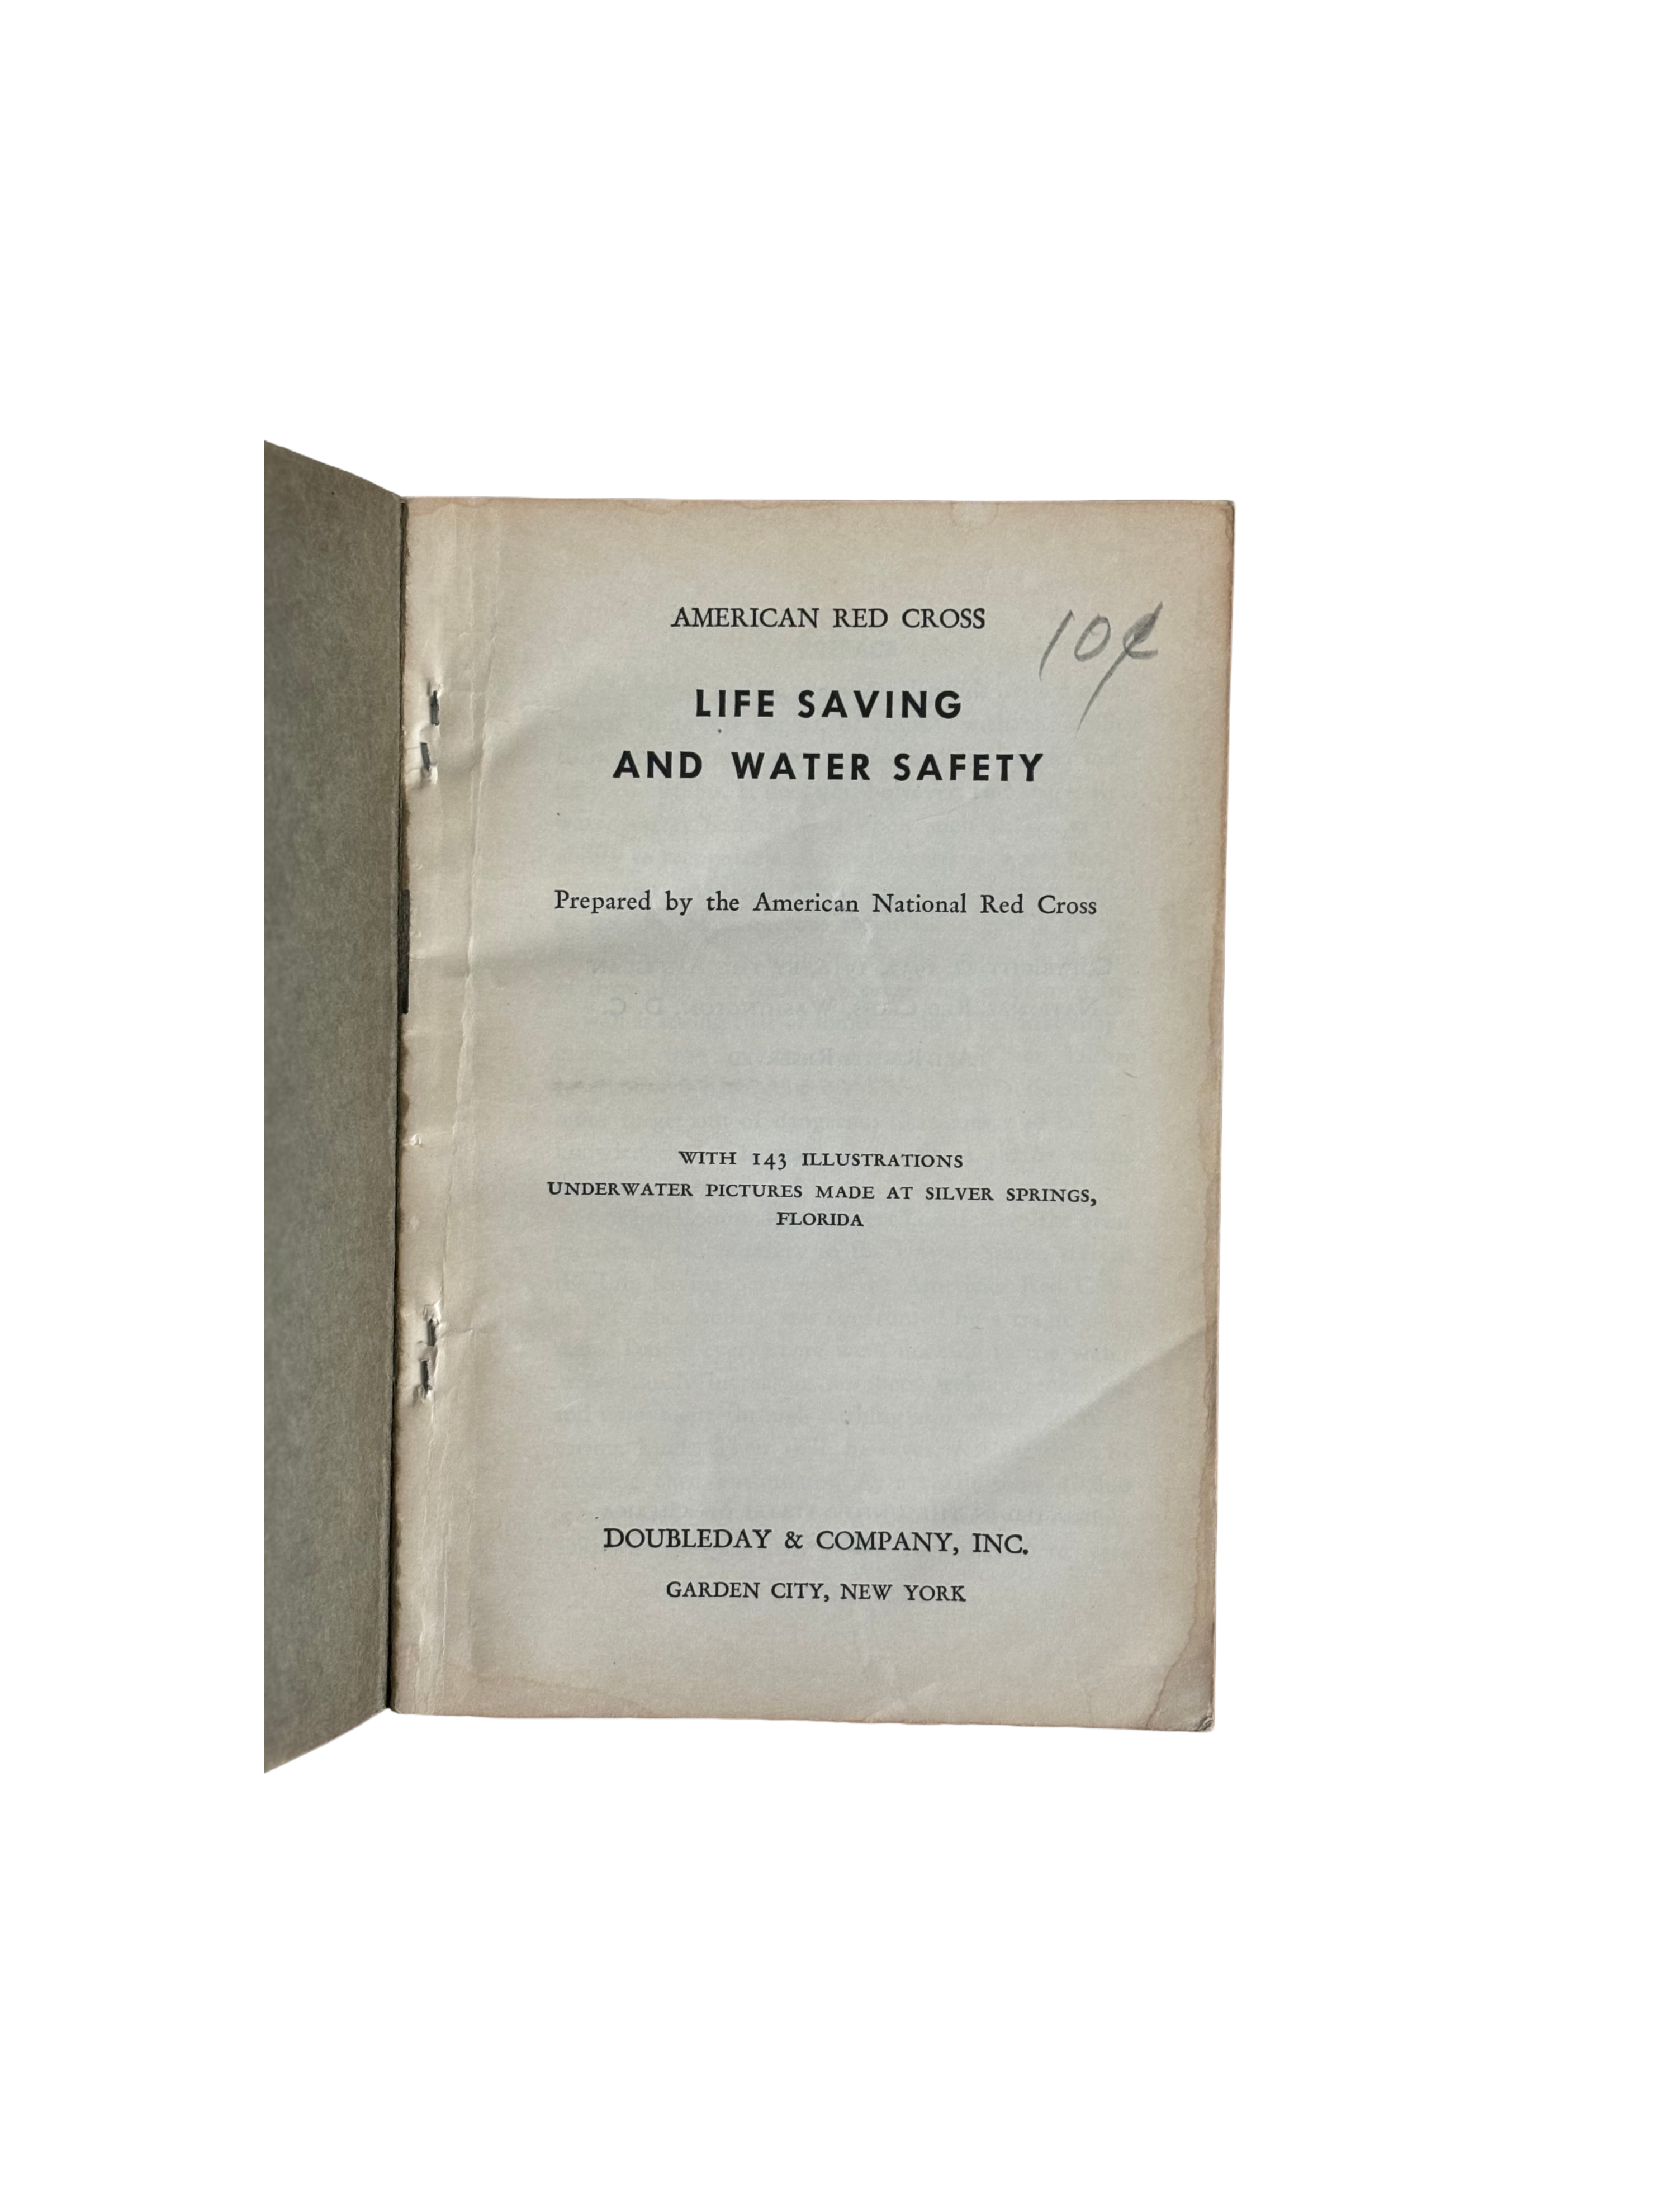 AMERICAN RED CROSS
10¢
LIFE SAVING
AND WATER SAFETY
Prepared by the American National Red Cross
WITH 143 ILLUSTRATIONS
UNDERWATER PICTURES MADE AT SILVER SPRINGS,
FLORIDA
DOUBLEDAY & COMPANY, INC.
GARDEN CITY, NEW YORK